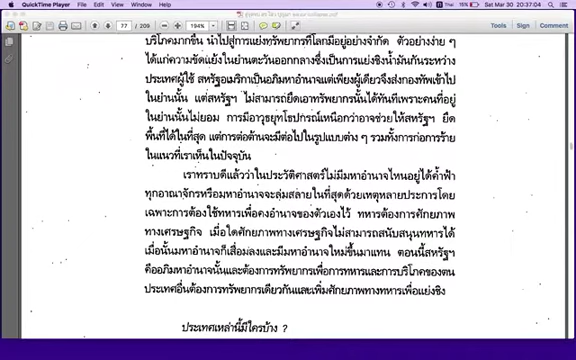 QuickTime Player File Edit View Window Help
Sat Mar 30 20:37:04
77 / 209
194%
Tools Sign Comment
บริโภคมากขึ้น นำไปสู่การแย่งทรัพยากรที่โลกมีอยู่อย่างจำกัด ตัวอย่างง่าย ๆ
ได้แก่ความขัดแย้งในย่านตะวันออกกลางซึ่งเป็นการแย่งชิงน้ำมันกันระหว่าง
ประเทศผู้ใช้ สหรัฐอเมริกาเป็นอภิมหาอำนาจแต่เพียงผู้เดียวจึงส่งกองทัพเข้าไป
ในย่านนั้น แต่สหรัฐฯ ไม่สามารถยึดเอาทรัพยากรนั้นได้ทันทีเพราะคนที่อยู่
ในย่านนั้นไม่ยอม การมีอาวุธยุทโธปกรณ์เหนือกว่าอาจช่วยให้สหรัฐฯ ยึด
พื้นที่ได้ในที่สุด แต่การต่อต้านจะมีต่อไปในรูปแบบต่าง ๆ รวมทั้งการก่อการร้าย
ในแนวที่เราเห็นในปัจจุบัน
เราทราบดีแล้วว่าในประวัติศาสตร์ไม่มีมหาอำนาจไหนอยู่ได้ค้ำฟ้า
ทุกอาณาจักรหรือมหาอำนาจจะล่มสลายในที่สุดด้วยเหตุหลายประการโดย
เฉพาะการต้องใช้ทหารเพื่อคงอำนาจของตัวเองไว้ ทหารต้องการศักยภาพ
ทางเศรษฐกิจ เมื่อใดศักยภาพทางเศรษฐกิจไม่สามารถสนับสนุนทหารได้
เมื่อนั้นมหาอำนาจก็เสื่อมลงและมีมหาอำนาจใหม่ขึ้นมาแทน ตอนนี้สหรัฐฯ
คืออภิมหาอำนาจนั้นและต้องการทรัพยากรเพื่อการทหารและการบริโภคของตน
ประเทศอื่นต้องการทรัพยากรเดียวกันและเพิ่มศักยภาพทางทหารเพื่อแย่งชิง
ประเทศเหล่านี้มีใครบ้าง ?